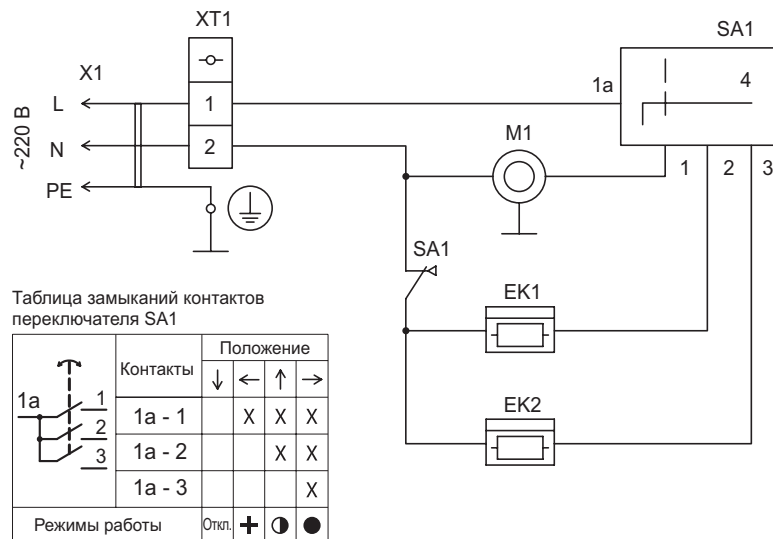 XT1
SA1
X1
~220 В
L
1
1a
4
N
2
M1
PE
1
2
3
SA1
EK1
EK2
Таблица замыканий контактов
переключателя SA1
Контакты
Положение
↓ ← ↑ →
1a
1
2
3
1a - 1 X X X
1a - 2 X X
1a - 3 X
Режимы работы Откл.